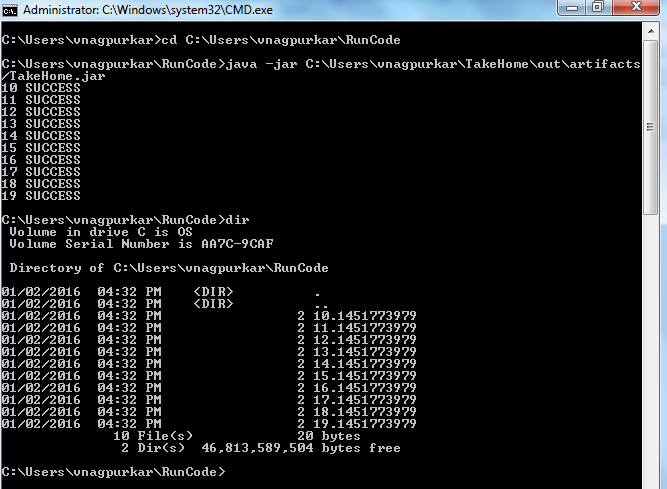 Administrator: C:\Windows\system32\CMD.exe
C:\Users\vnagpurkar>cd C:\Users\vnagpurkar\RunCode
C:\Users\vnagpurkar\RunCode>java -jar C:\Users\vnagpurkar\TakeHome\out\artifacts
/TakeHome.jar
10 SUCCESS
11 SUCCESS
12 SUCCESS
13 SUCCESS
14 SUCCESS
15 SUCCESS
16 SUCCESS
17 SUCCESS
18 SUCCESS
19 SUCCESS
C:\Users\vnagpurkar\RunCode>dir
Volume in drive C is OS
Volume Serial Number is AA7C-9CAF
Directory of C:\Users\vnagpurkar\RunCode
01/02/2016 04:32 PM <DIR> .
01/02/2016 04:32 PM <DIR> ..
01/02/2016 04:32 PM 2 10.1451773979
01/02/2016 04:32 PM 2 11.1451773979
01/02/2016 04:32 PM 2 12.1451773979
01/02/2016 04:32 PM 2 13.1451773979
01/02/2016 04:32 PM 2 14.1451773979
01/02/2016 04:32 PM 2 15.1451773979
01/02/2016 04:32 PM 2 16.1451773979
01/02/2016 04:32 PM 2 17.1451773979
01/02/2016 04:32 PM 2 18.1451773979
01/02/2016 04:32 PM 2 19.1451773979
10 File(s) 20 bytes
2 Dir(s) 46,813,589,504 bytes free
C:\Users\vnagpurkar\RunCode>